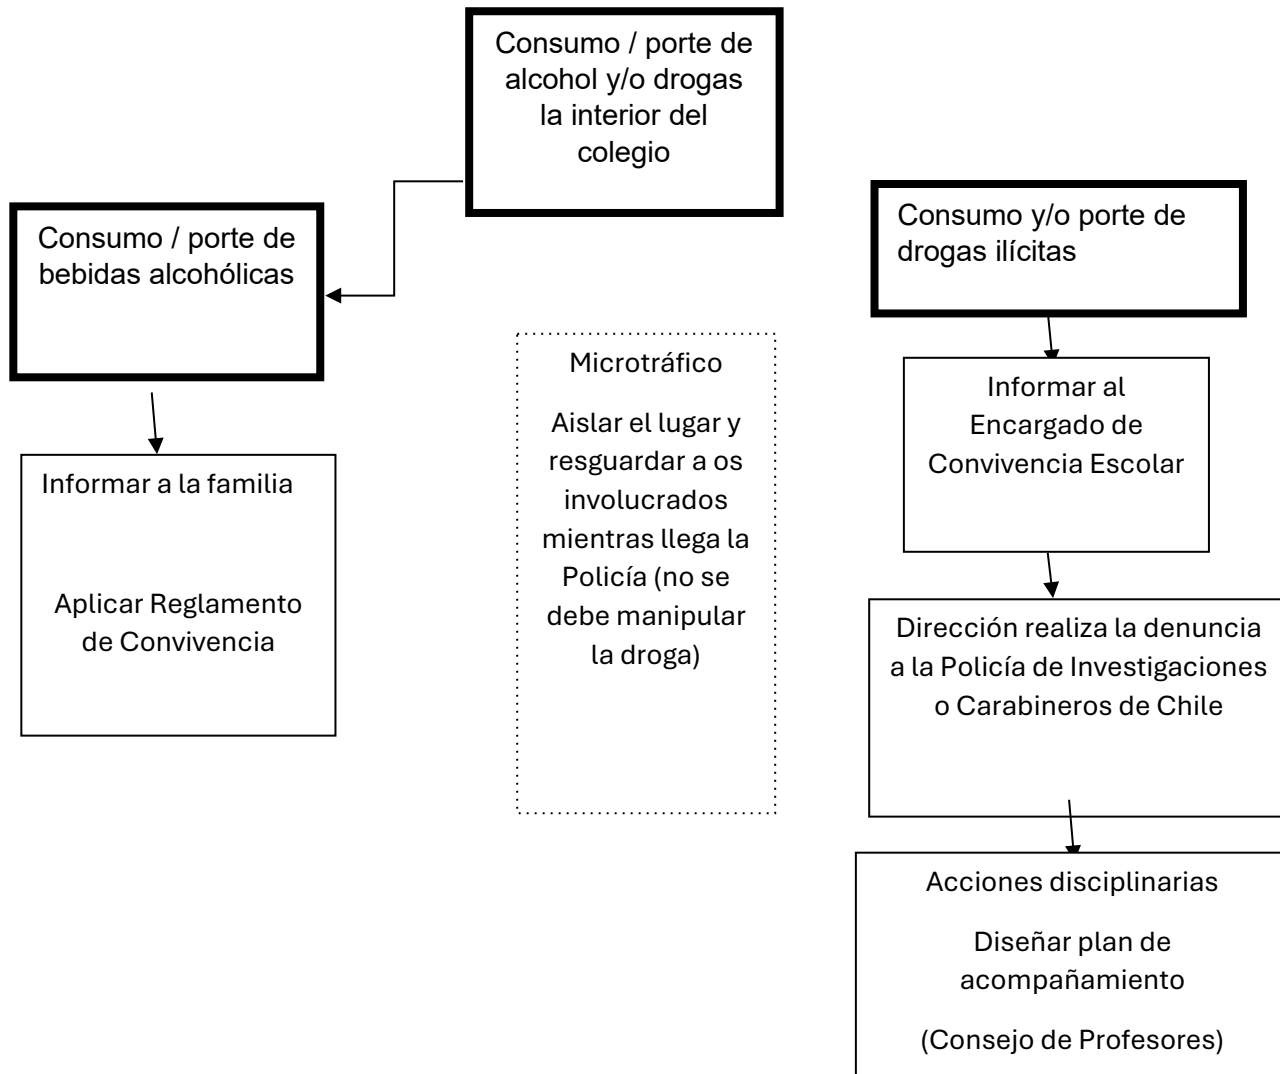 Consumo / porte de
alcohol y/o drogas
la interior del
colegio
Consumo / porte de
bebidas alcohólicas
Informar a la familia
Aplicar Reglamento
de Convivencia
Microtráfico
Aislar el lugar y
resguardar a os
involucrados
mientras llega la
Policía (no se
debe manipular
la droga)
Consumo y/o porte de
drogas ilícitas
Informar al
Encargado de
Convivencia Escolar
Dirección realiza la denuncia
a la Policía de Investigaciones
o Carabineros de Chile
Acciones disciplinarias
Diseñar plan de
acompañamiento
(Consejo de Profesores)